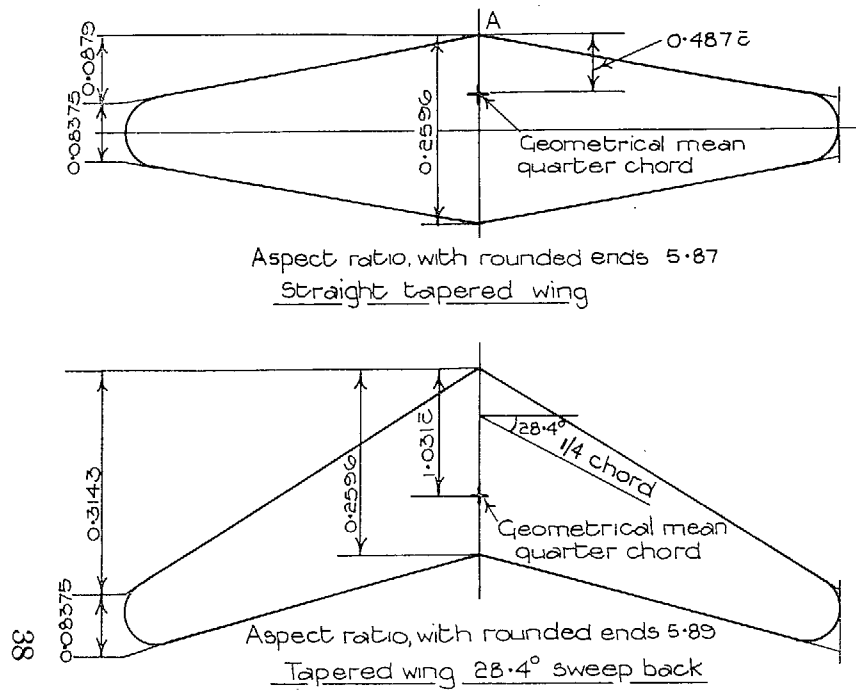 A
0.487c̄
0.0879
0.08375
0.2596
Geometrical mean
quarter chord
Aspect ratio, with rounded ends 5.87
Straight tapered wing
0.3143
0.2596
1.031c̄
28.4° 1/4 chord
Geometrical mean
quarter chord
0.08375
Aspect ratio, with rounded ends 5.89
Tapered wing 28.4° sweep back
38